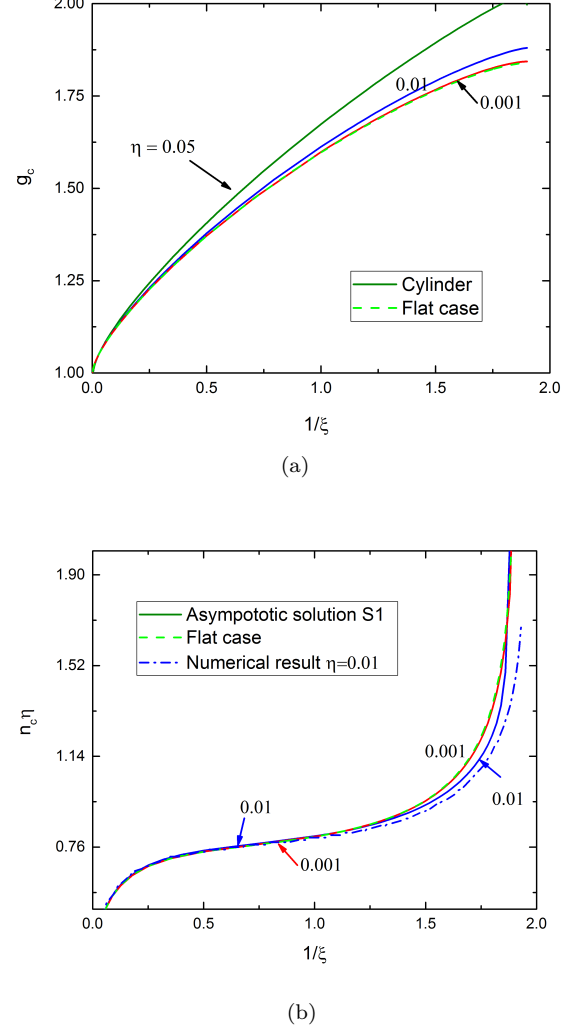 2.00
0.01
1.75
0.001
η = 0.05
g_c
1.50
1.25
Cylinder
Flat case
1.00
0.0 0.5 1.0 1.5 2.0
1/ξ
(a)
1.90
Asympototic solution S1
Flat case
Numerical result η=0.01
1.52
n_cη
1.14
0.001
0.01
0.01
0.76
0.001
0.0 0.5 1.0 1.5 2.0
1/ξ
(b)